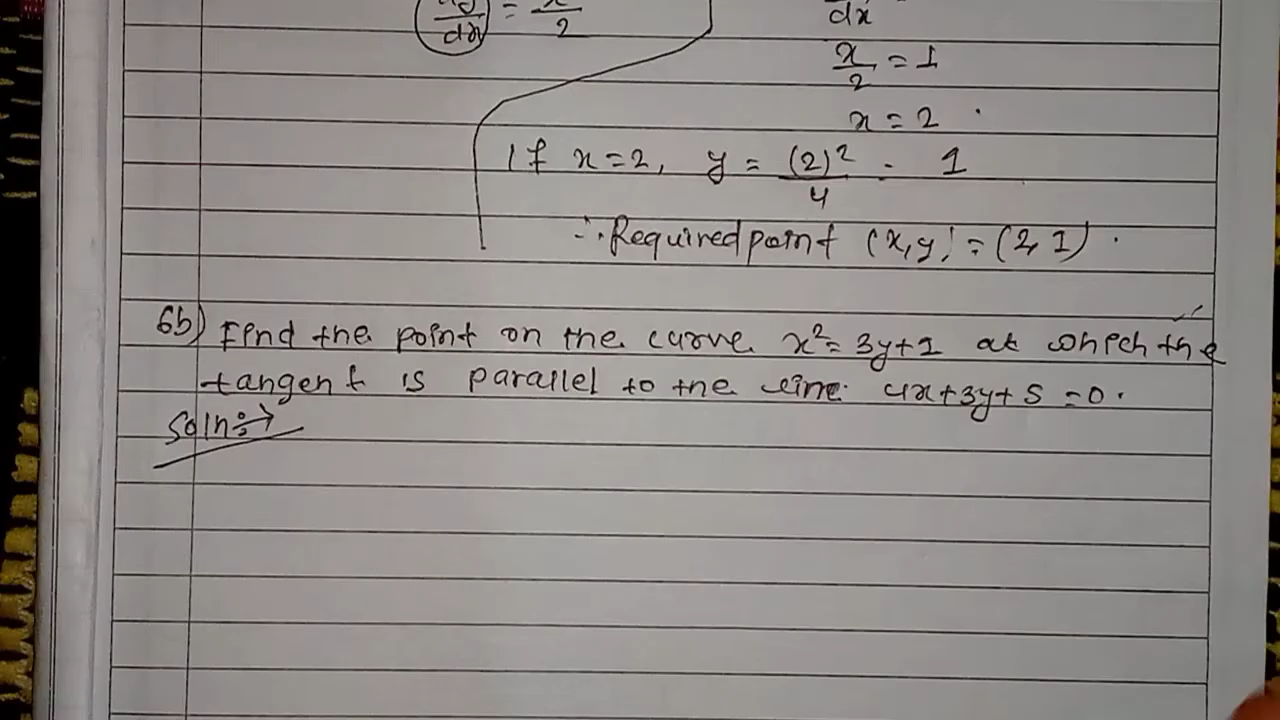 dy/dx = x/2
dx
x/2 = 1
x = 2 .
If x = 2, y = (2)²/4 = 1
∴ Required point (x, y) = (2, 1) .
6b) Find the point on the curve x² = 3y+1 at which the
tangent is parallel to the line 4x+3y+5 = 0.
Soln:→